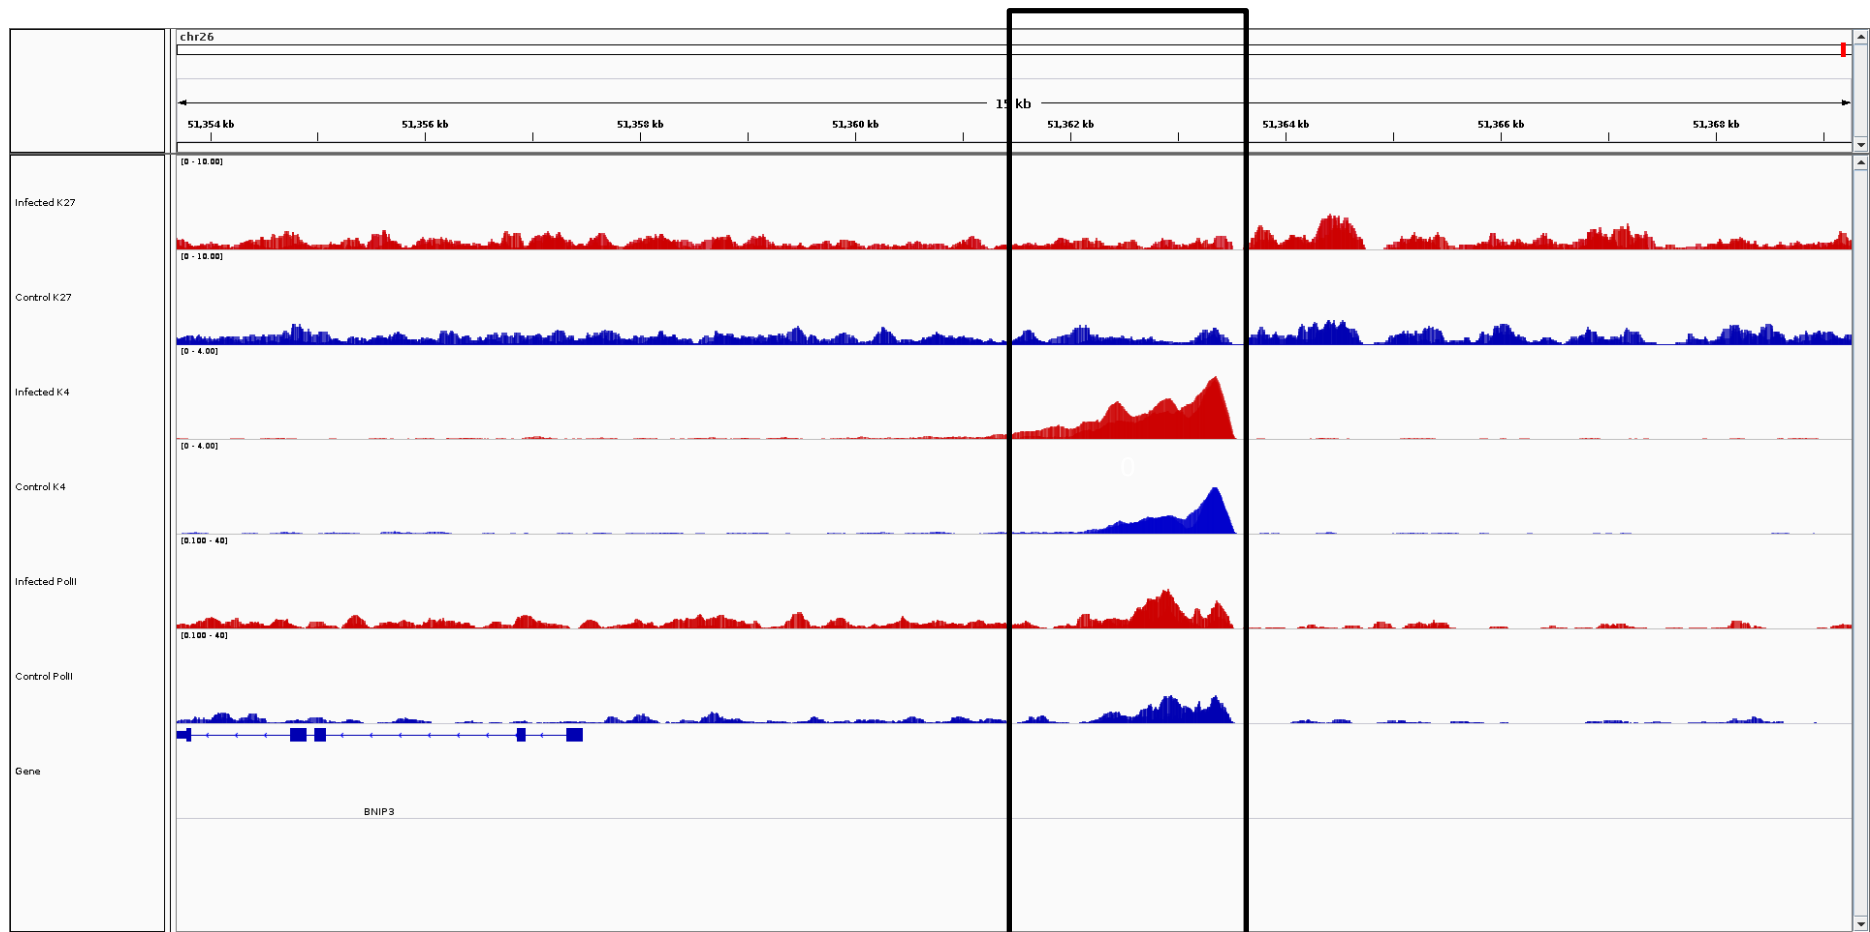 chr26
15 kb
51,354 kb 51,356 kb 51,358 kb 51,360 kb 51,362 kb 51,364 kb 51,366 kb 51,368 kb
[0 - 10.00]
Infected K27
[0 - 10.00]
Control K27
[0 - 4.00]
Infected K4
[0 - 4.00]
0
Control K4
[0.100 - 40]
Infected PolII
[0.100 - 40]
Control PolII
Gene
BNIP3